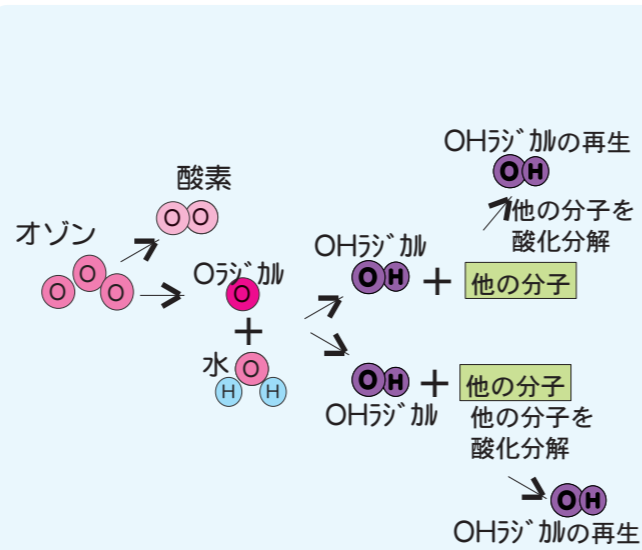 OHラジカルの再生
OH
他の分子を
酸化分解
酸素
OO
オゾン
OOO
Oラジカル
O
+
水
O
H H
OHラジカル
OH + 他の分子
OH + 他の分子
OHラジカル
他の分子を
酸化分解
OH
OHラジカルの再生